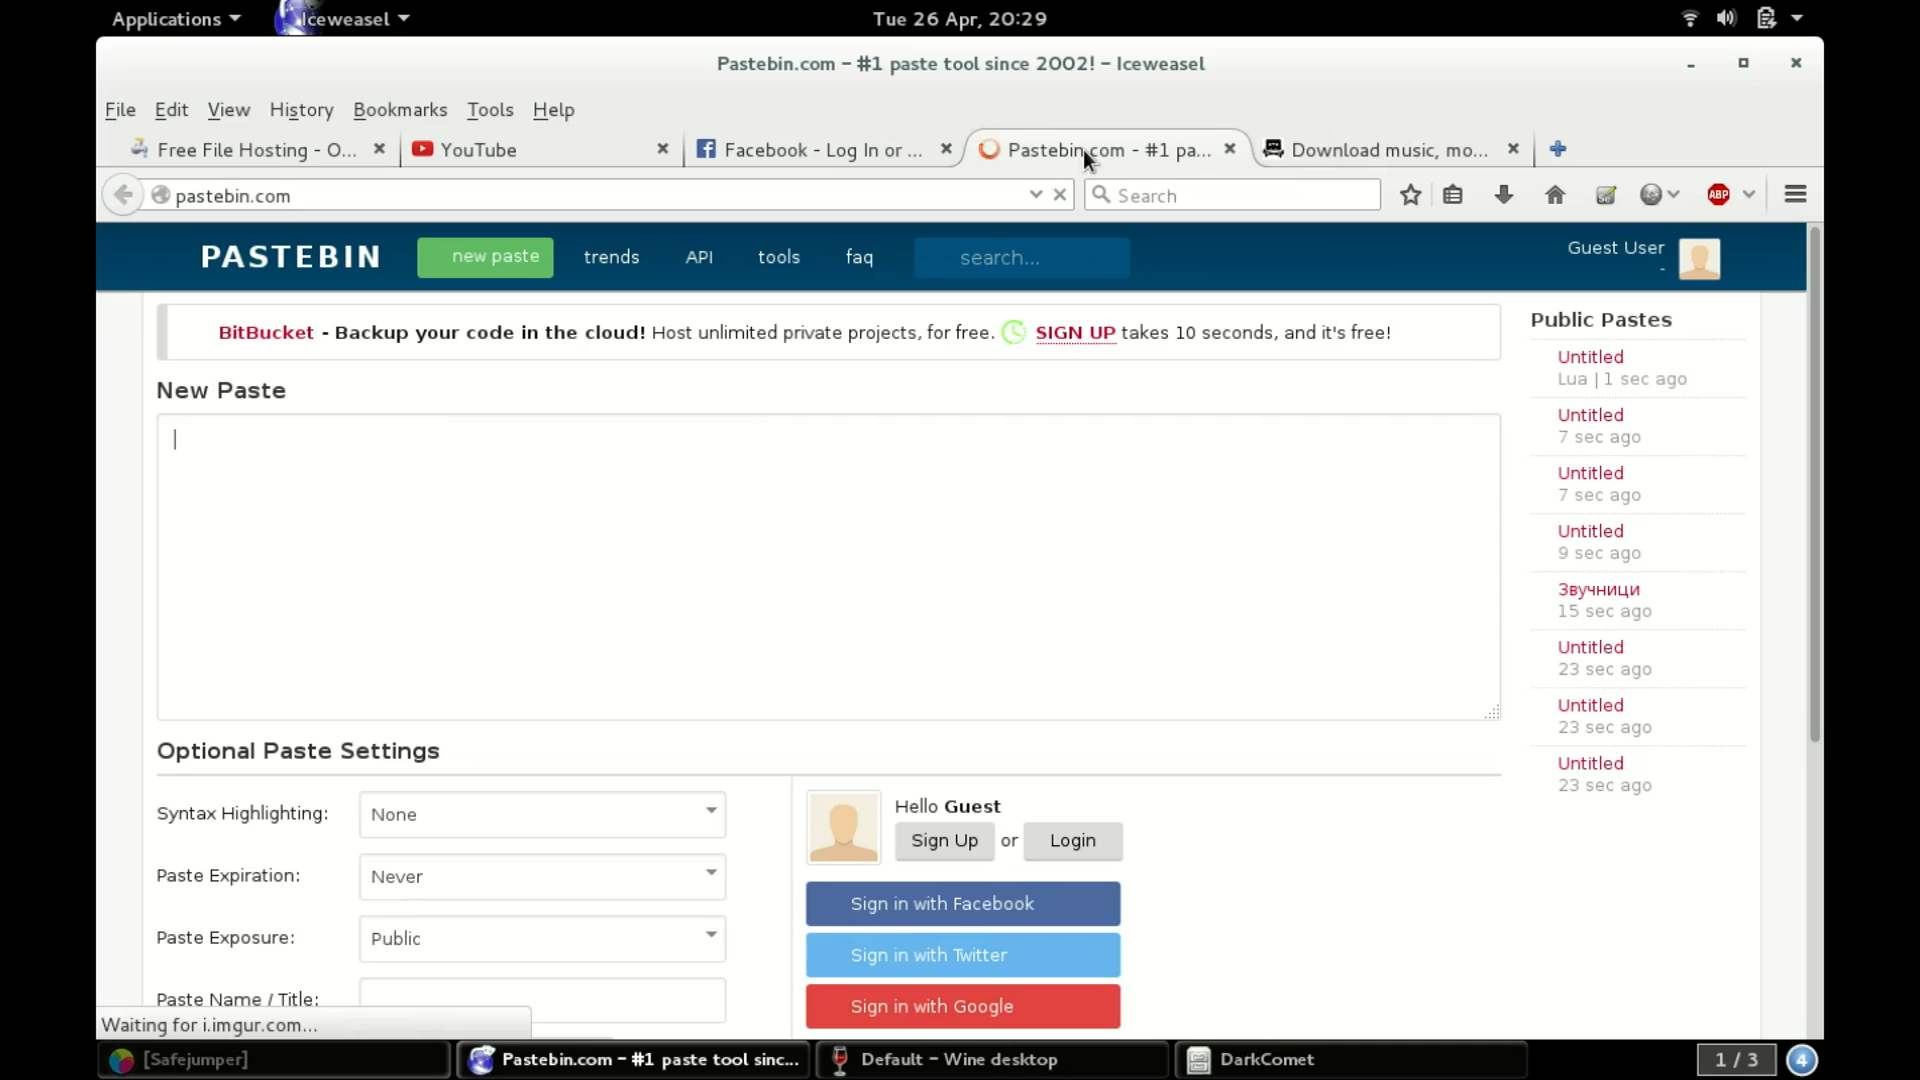 Applications Iceweasel Tue 26 Apr, 20:29
Pastebin.com – #1 paste tool since 2002! – Iceweasel
File Edit View History Bookmarks Tools Help
Free File Hosting - O... YouTube Facebook - Log In or ... Pastebin.com - #1 pa... Download music, mo...
pastebin.com Search ABP
PASTEBIN new paste trends API tools faq search... Guest User
-
BitBucket - Backup your code in the cloud! Host unlimited private projects, for free. SIGN UP takes 10 seconds, and it's free!
New Paste
Optional Paste Settings
Syntax Highlighting: None
Paste Expiration: Never
Paste Exposure: Public
Paste Name / Title:
Hello Guest
Sign Up or Login
Sign in with Facebook
Sign in with Twitter
Sign in with Google
Public Pastes
Untitled
Lua | 1 sec ago
Untitled
7 sec ago
Untitled
7 sec ago
Untitled
9 sec ago
Звучници
15 sec ago
Untitled
23 sec ago
Untitled
23 sec ago
Untitled
23 sec ago
Waiting for i.imgur.com...
[Safejumper] Pastebin.com – #1 paste tool sinc... Default – Wine desktop DarkComet 1 / 3 4